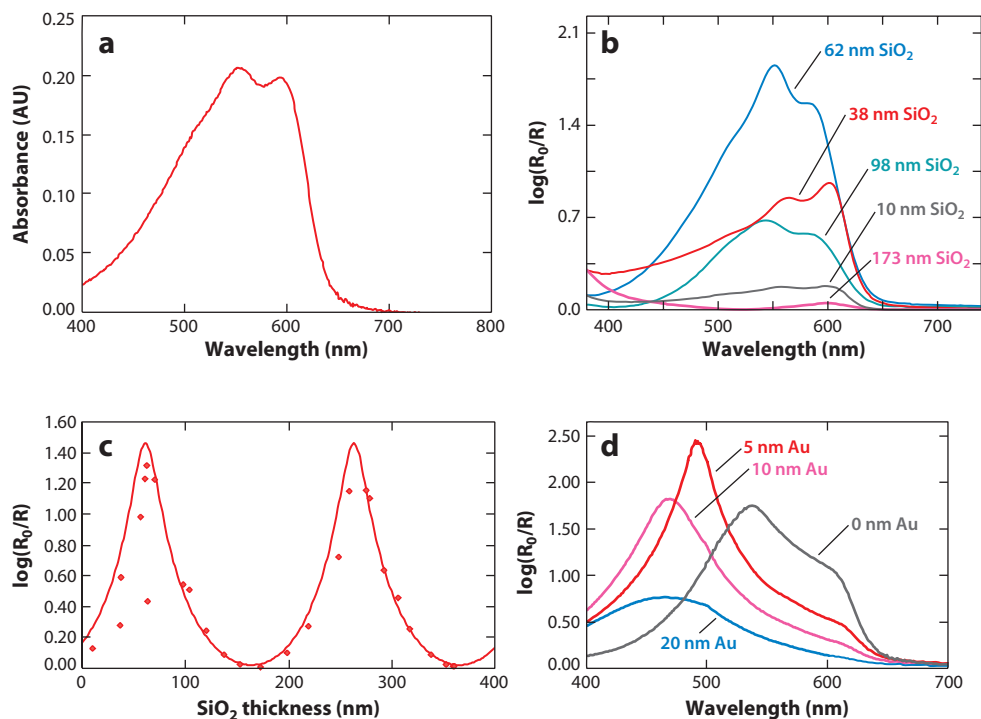 a
Absorbance (AU)
0.25
0.20
0.15
0.10
0.05
0.00
400 500 600 700 800
Wavelength (nm)
b
log(R₀/R)
2.1
1.4
0.7
0.0
62 nm SiO₂
38 nm SiO₂
98 nm SiO₂
10 nm SiO₂
173 nm SiO₂
400 500 600 700
Wavelength (nm)
c
log(R₀/R)
1.60
1.40
1.20
1.00
0.80
0.60
0.40
0.20
0.00
0 100 200 300 400
SiO₂ thickness (nm)
d
log(R₀/R)
2.50
2.00
1.50
1.00
0.50
0.00
5 nm Au
10 nm Au
0 nm Au
20 nm Au
400 500 600 700
Wavelength (nm)